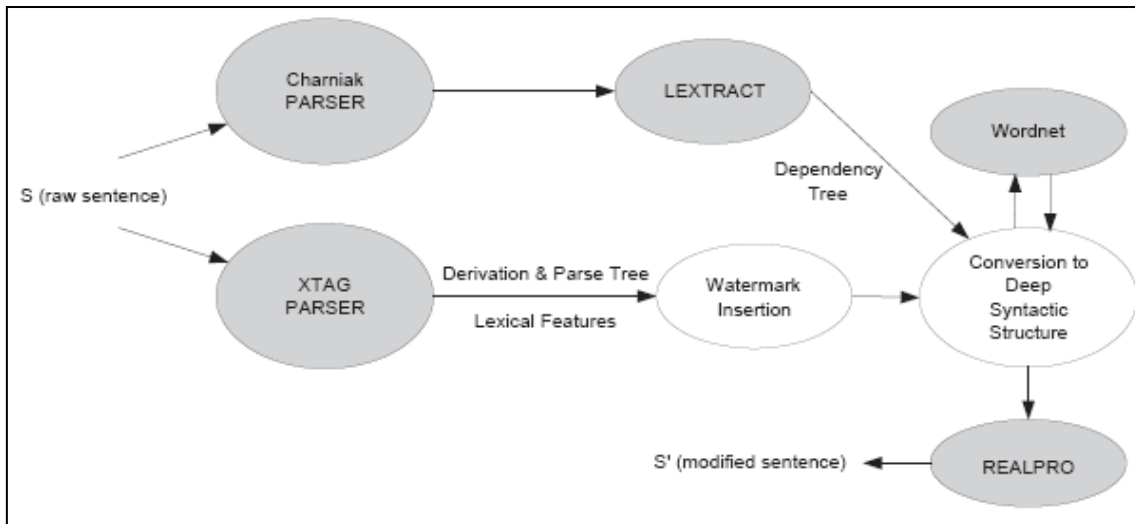 Charniak
PARSER
LEXTRACT
Wordnet
Dependency
Tree
S (raw sentence)
XTAG
PARSER
Derivation & Parse Tree
Lexical Features
Watermark
Insertion
Conversion to
Deep
Syntactic
Structure
S' (modified sentence)
REALPRO